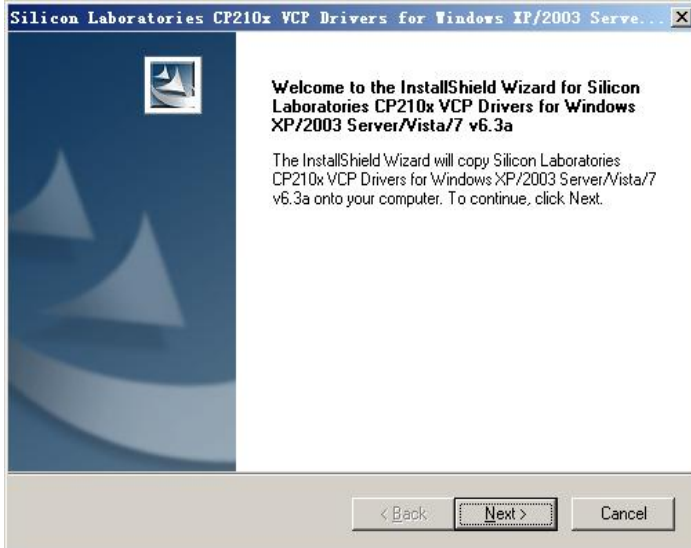 Silicon Laboratories CP210x VCP Drivers for Windows XP/2003 Serve...
Welcome to the InstallShield Wizard for Silicon
Laboratories CP210x VCP Drivers for Windows
XP/2003 Server/Vista/7 v6.3a
The InstallShield Wizard will copy Silicon Laboratories
CP210x VCP Drivers for Windows XP/2003 Server/Vista/7
v6.3a onto your computer. To continue, click Next.
< Back Next > Cancel